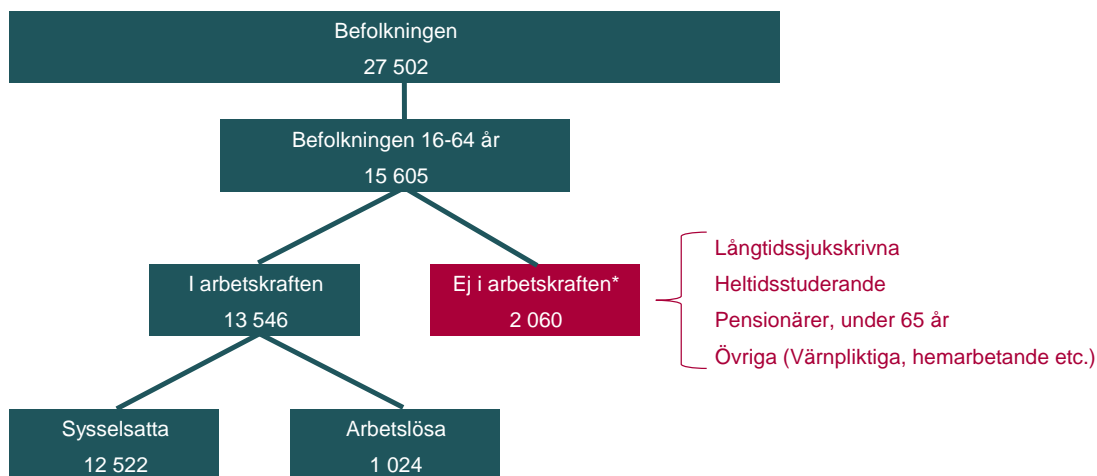 Befolkningen
27 502
Befolkningen 16-64 år
15 605
I arbetskraften
13 546
Ej i arbetskraften*
2 060
Långtidssjukskrivna
Heltidsstuderande
Pensionärer, under 65 år
Övriga (Värnpliktiga, hemarbetande etc.)
Sysselsatta
12 522
Arbetslösa
1 024